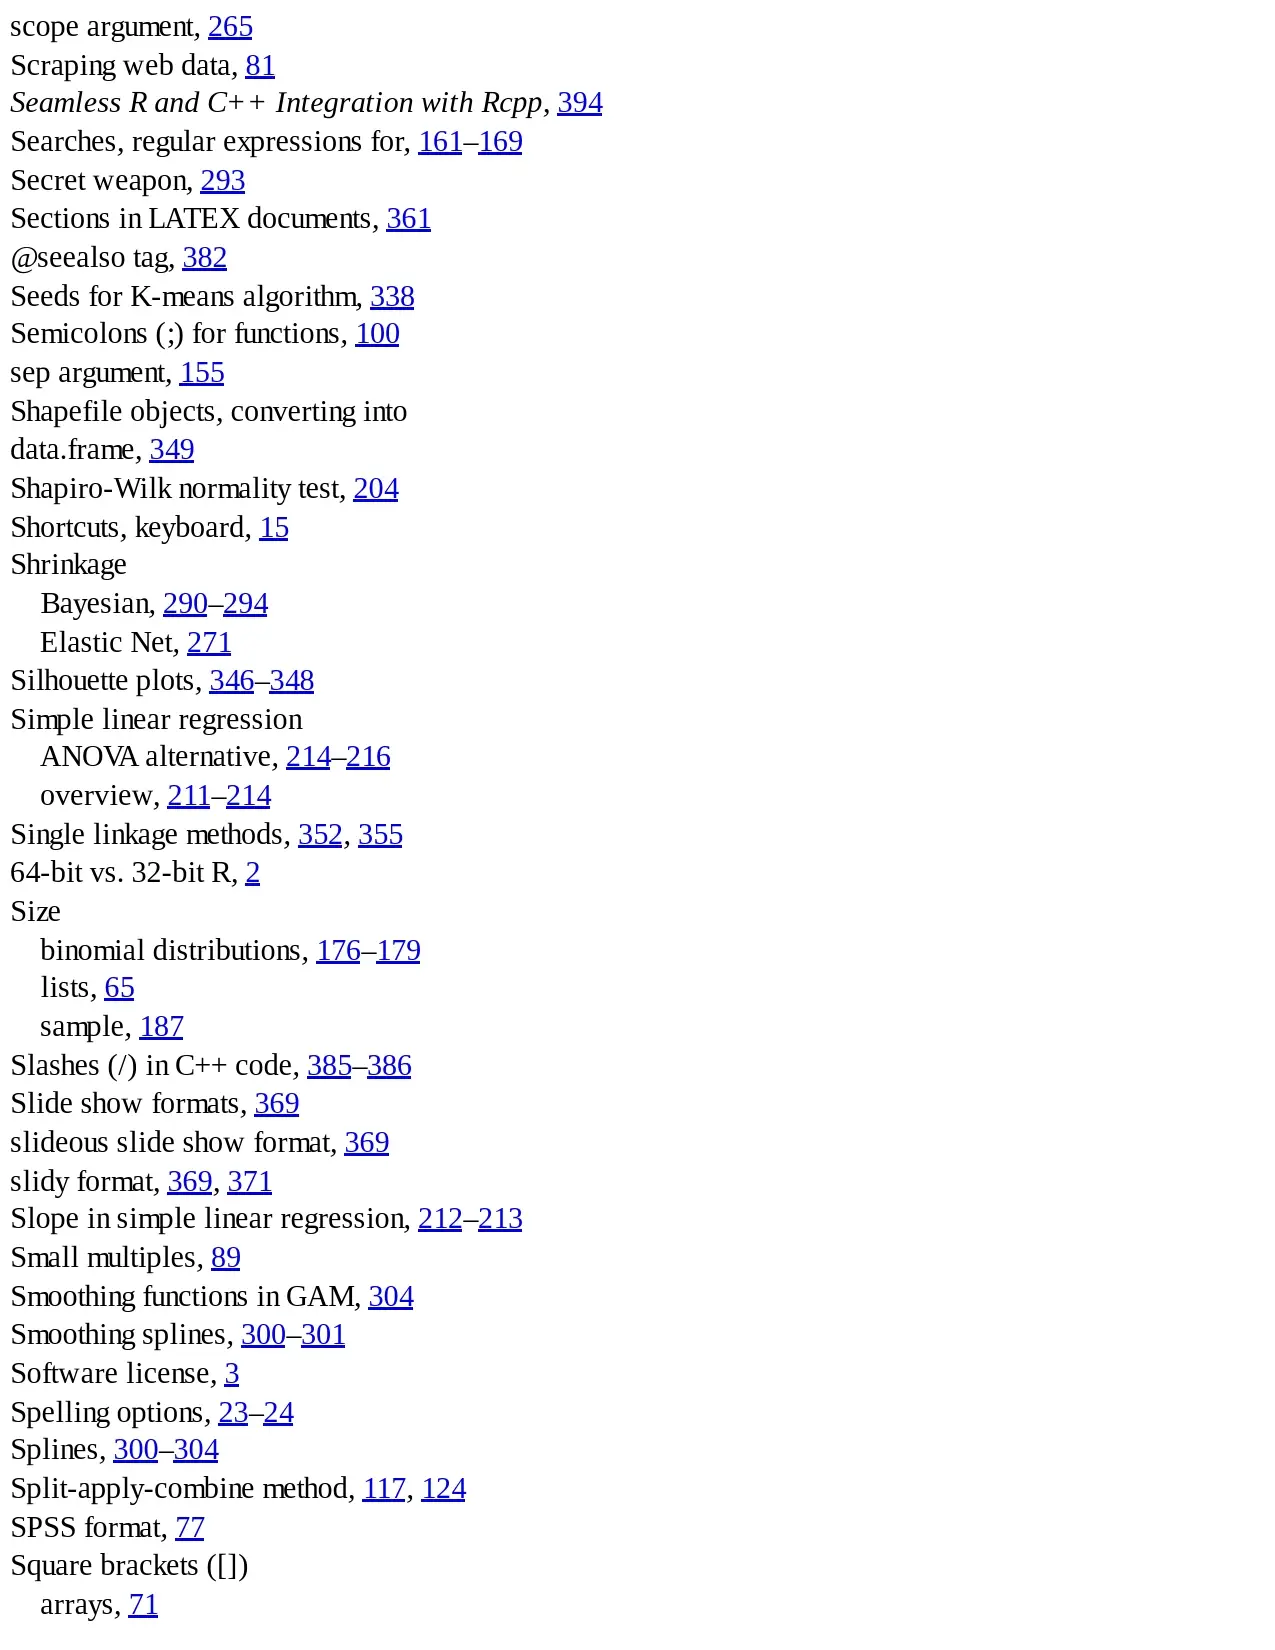 scope argument, 265
Scraping web data, 81
Seamless R and C++ Integration with Rcpp, 394
Searches, regular expressions for, 161–169
Secret weapon, 293
Sections in LATEX documents, 361
@seealso tag, 382
Seeds for K-means algorithm, 338
Semicolons (;) for functions, 100
sep argument, 155
Shapefile objects, converting into
data.frame, 349
Shapiro-Wilk normality test, 204
Shortcuts, keyboard, 15
Shrinkage
Bayesian, 290–294
Elastic Net, 271
Silhouette plots, 346–348
Simple linear regression
ANOVA alternative, 214–216
overview, 211–214
Single linkage methods, 352, 355
64-bit vs. 32-bit R, 2
Size
binomial distributions, 176–179
lists, 65
sample, 187
Slashes (/) in C++ code, 385–386
Slide show formats, 369
slideous slide show format, 369
slidy format, 369, 371
Slope in simple linear regression, 212–213
Small multiples, 89
Smoothing functions in GAM, 304
Smoothing splines, 300–301
Software license, 3
Spelling options, 23–24
Splines, 300–304
Split-apply-combine method, 117, 124
SPSS format, 77
Square brackets ([])
arrays, 71